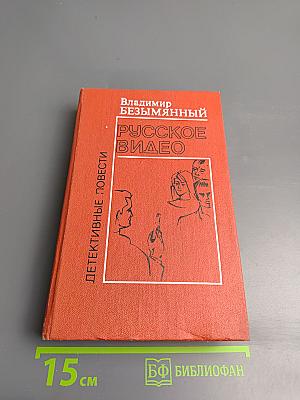 Владимир
БЕЗЫМЯННЫЙ
РУССКОЕ
ВИДЕО
ДЕТЕКТИВНЫЕ ПОВЕСТИ
15 см
БФ БИБЛИОФАН